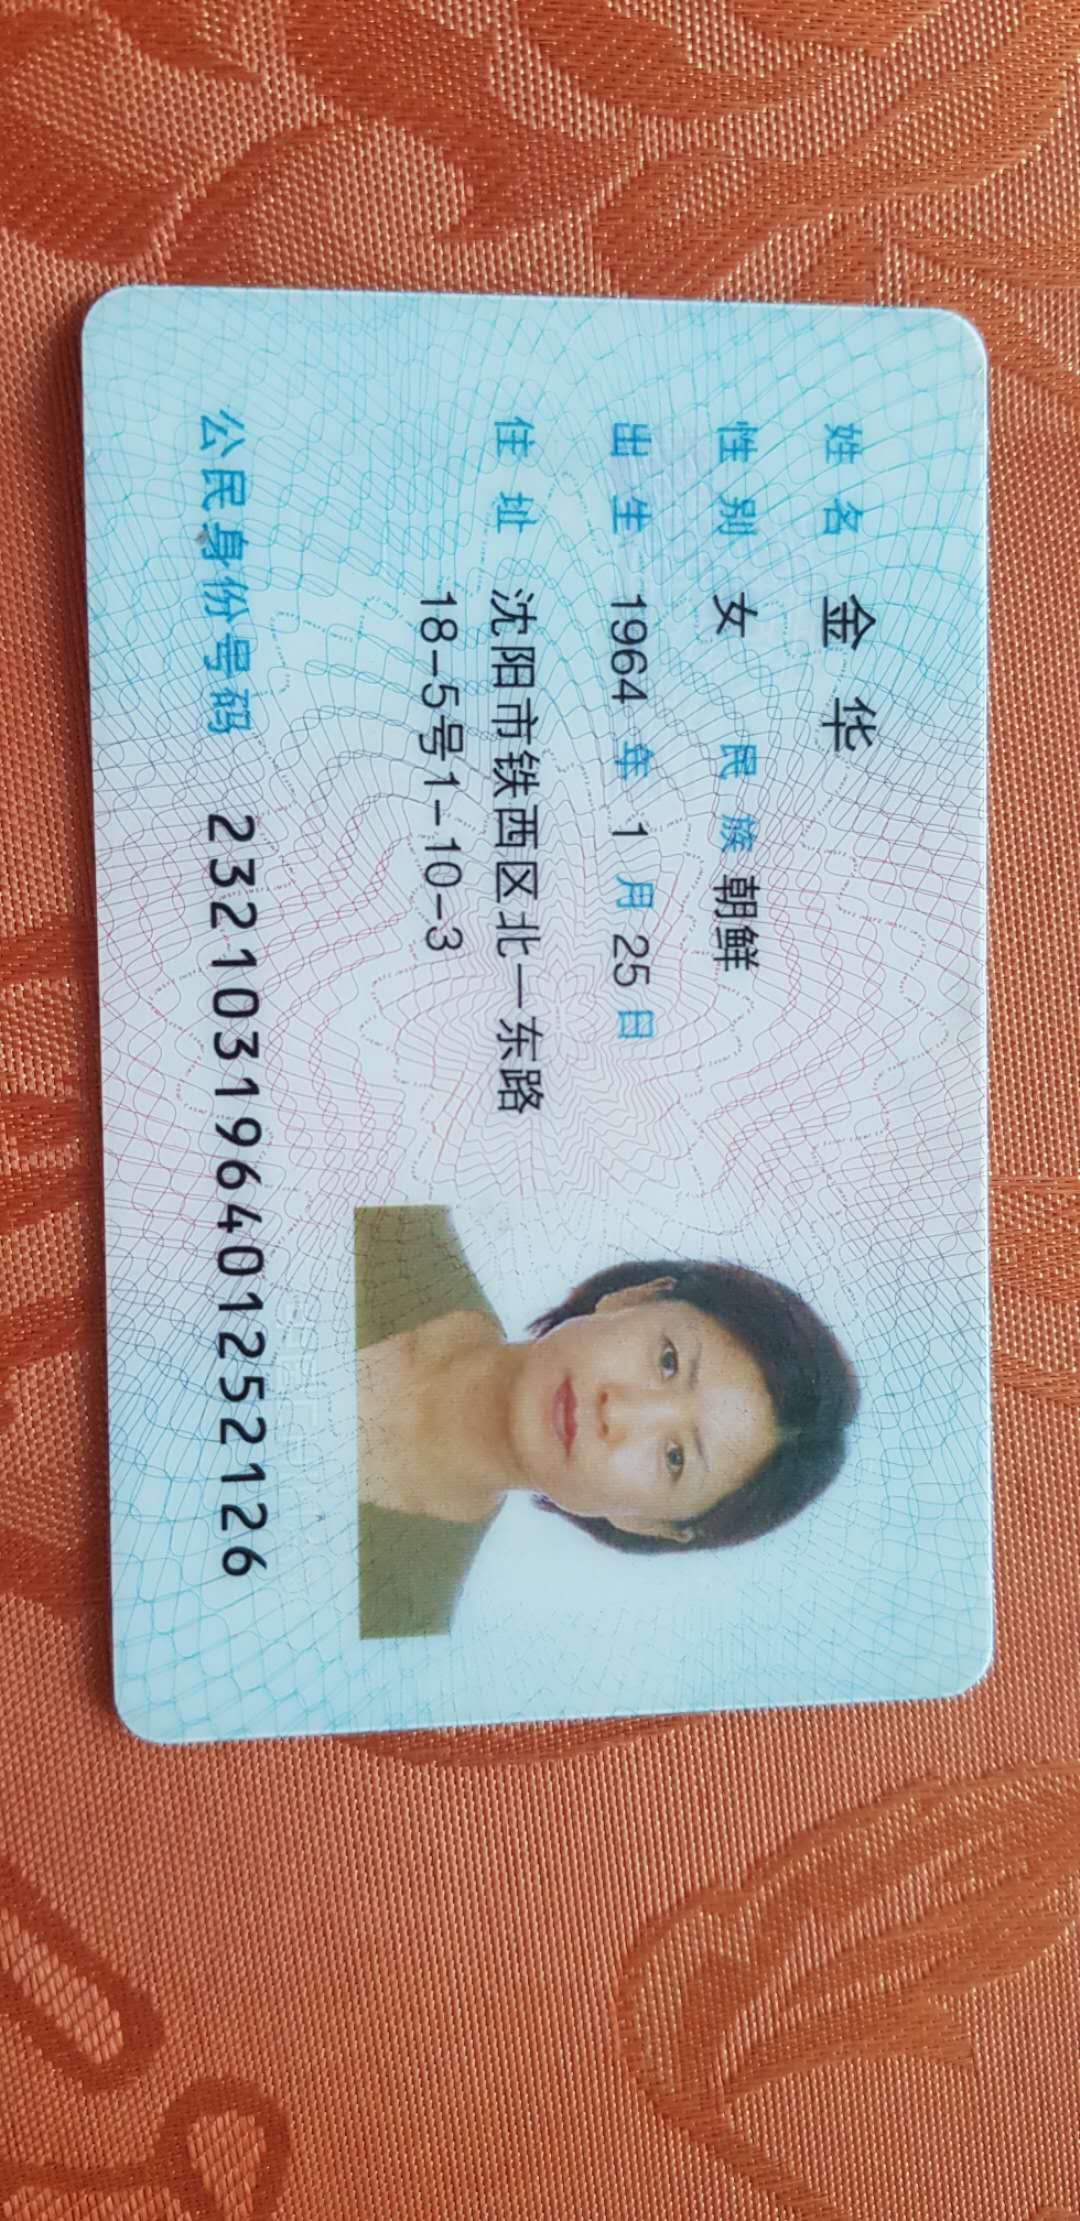 姓名 金华
性别 女 民族 朝鲜
出生 1964 年 1 月 25 日
住址 沈阳市铁西区北一东路
18-5号1-10-3
公民身份号码 232103196401252126